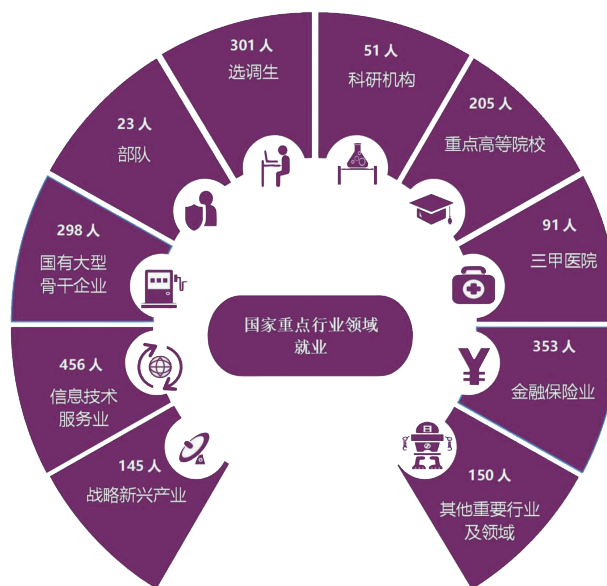 301 人
选调生
51 人
科研机构
205 人
重点高等院校
23 人
部队
91 人
三甲医院
298 人
国有大型
骨干企业
国家重点行业领域
就业
353 人
金融保险业
456 人
信息技术
服务业
145 人
战略新兴产业
150 人
其他重要行业
及领域